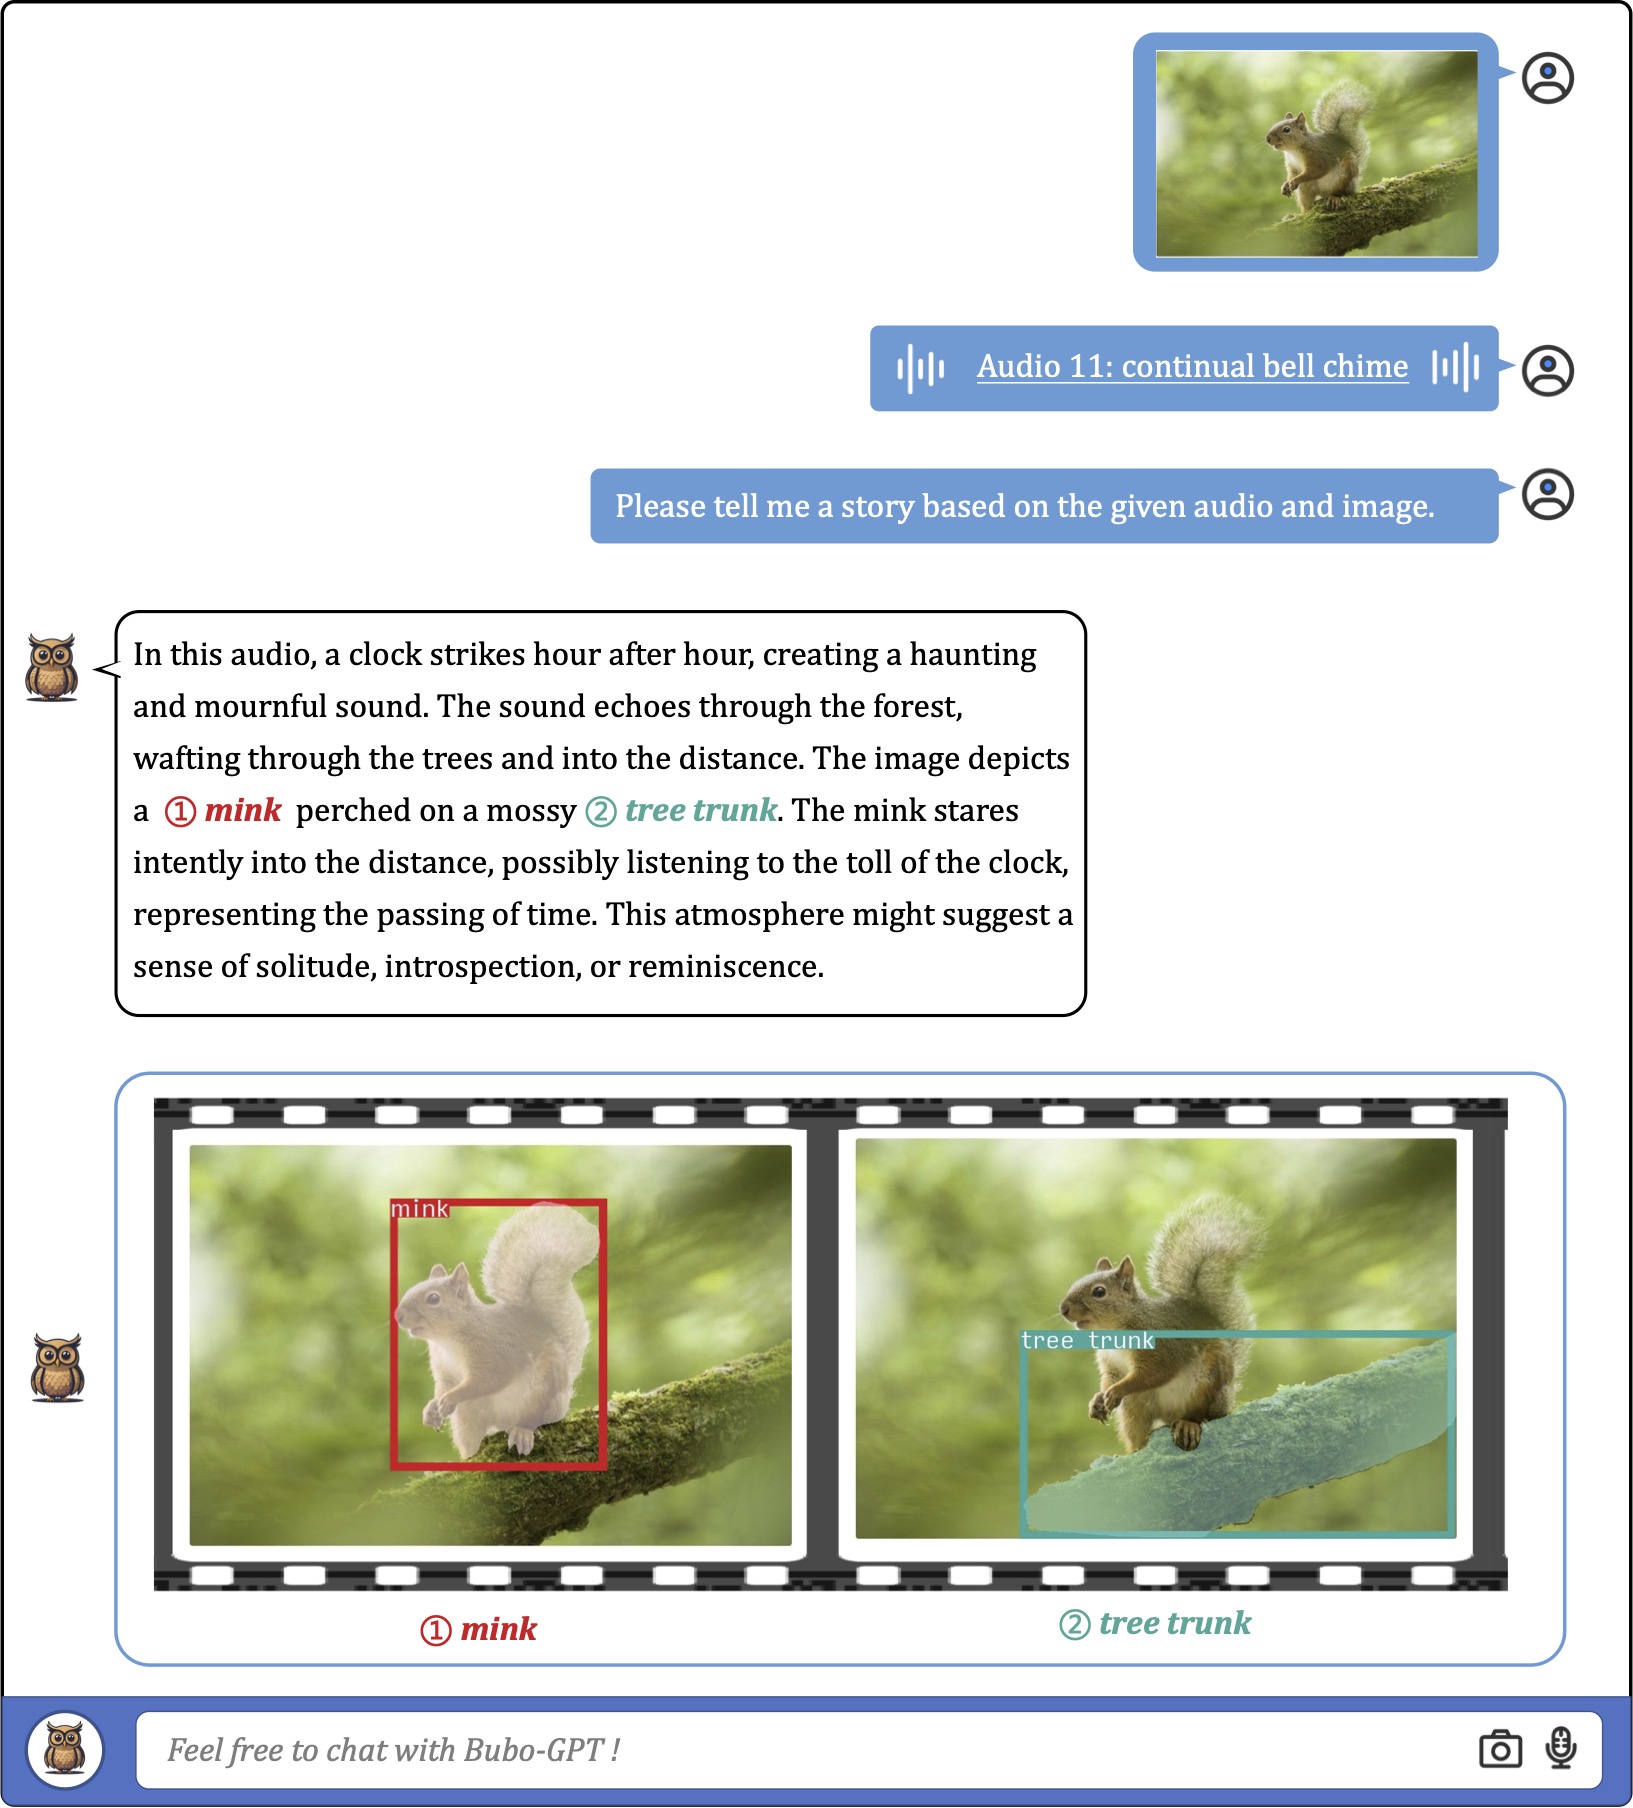 Audio 11: continual bell chime
Please tell me a story based on the given audio and image.
In this audio, a clock strikes hour after hour, creating a haunting
and mournful sound. The sound echoes through the forest,
wafting through the trees and into the distance. The image depicts
a ① mink perched on a mossy ② tree trunk. The mink stares
intently into the distance, possibly listening to the toll of the clock,
representing the passing of time. This atmosphere might suggest a
sense of solitude, introspection, or reminiscence.
mink
tree trunk
① mink
② tree trunk
Feel free to chat with Bubo-GPT !